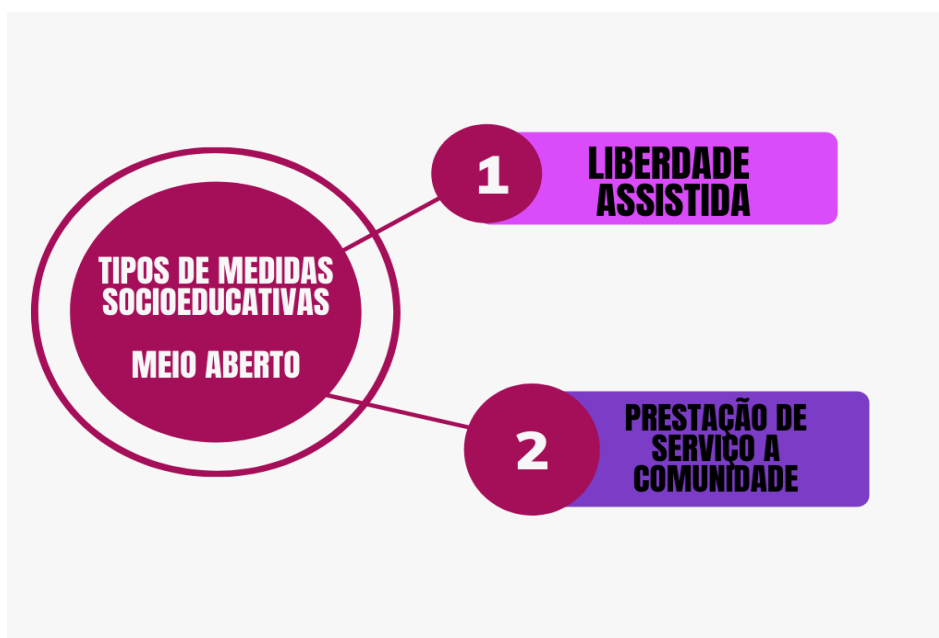 TIPOS DE MEDIDAS
SOCIOEDUCATIVAS
MEIO ABERTO
1
LIBERDADE
ASSISTIDA
2
PRESTAÇÃO DE
SERVIÇO A
COMUNIDADE